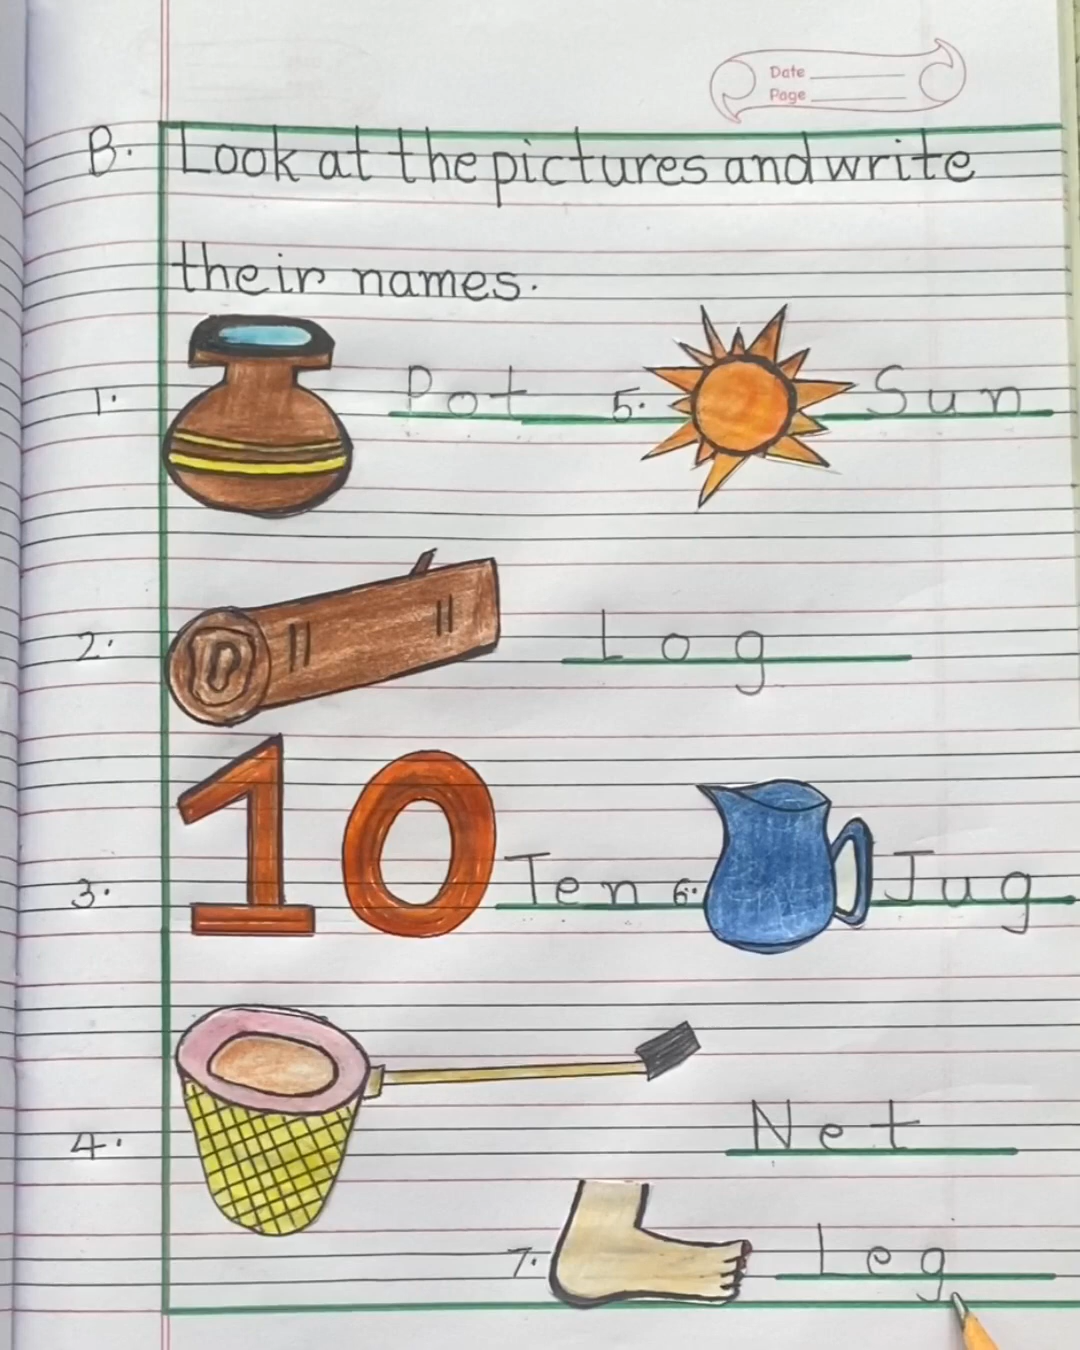 Date
Page
B. Look at the pictures and write
their names.
1. Pot 5. Sun
2. Log
10
3. Ten 6. Jug
4. Net
7. Leg